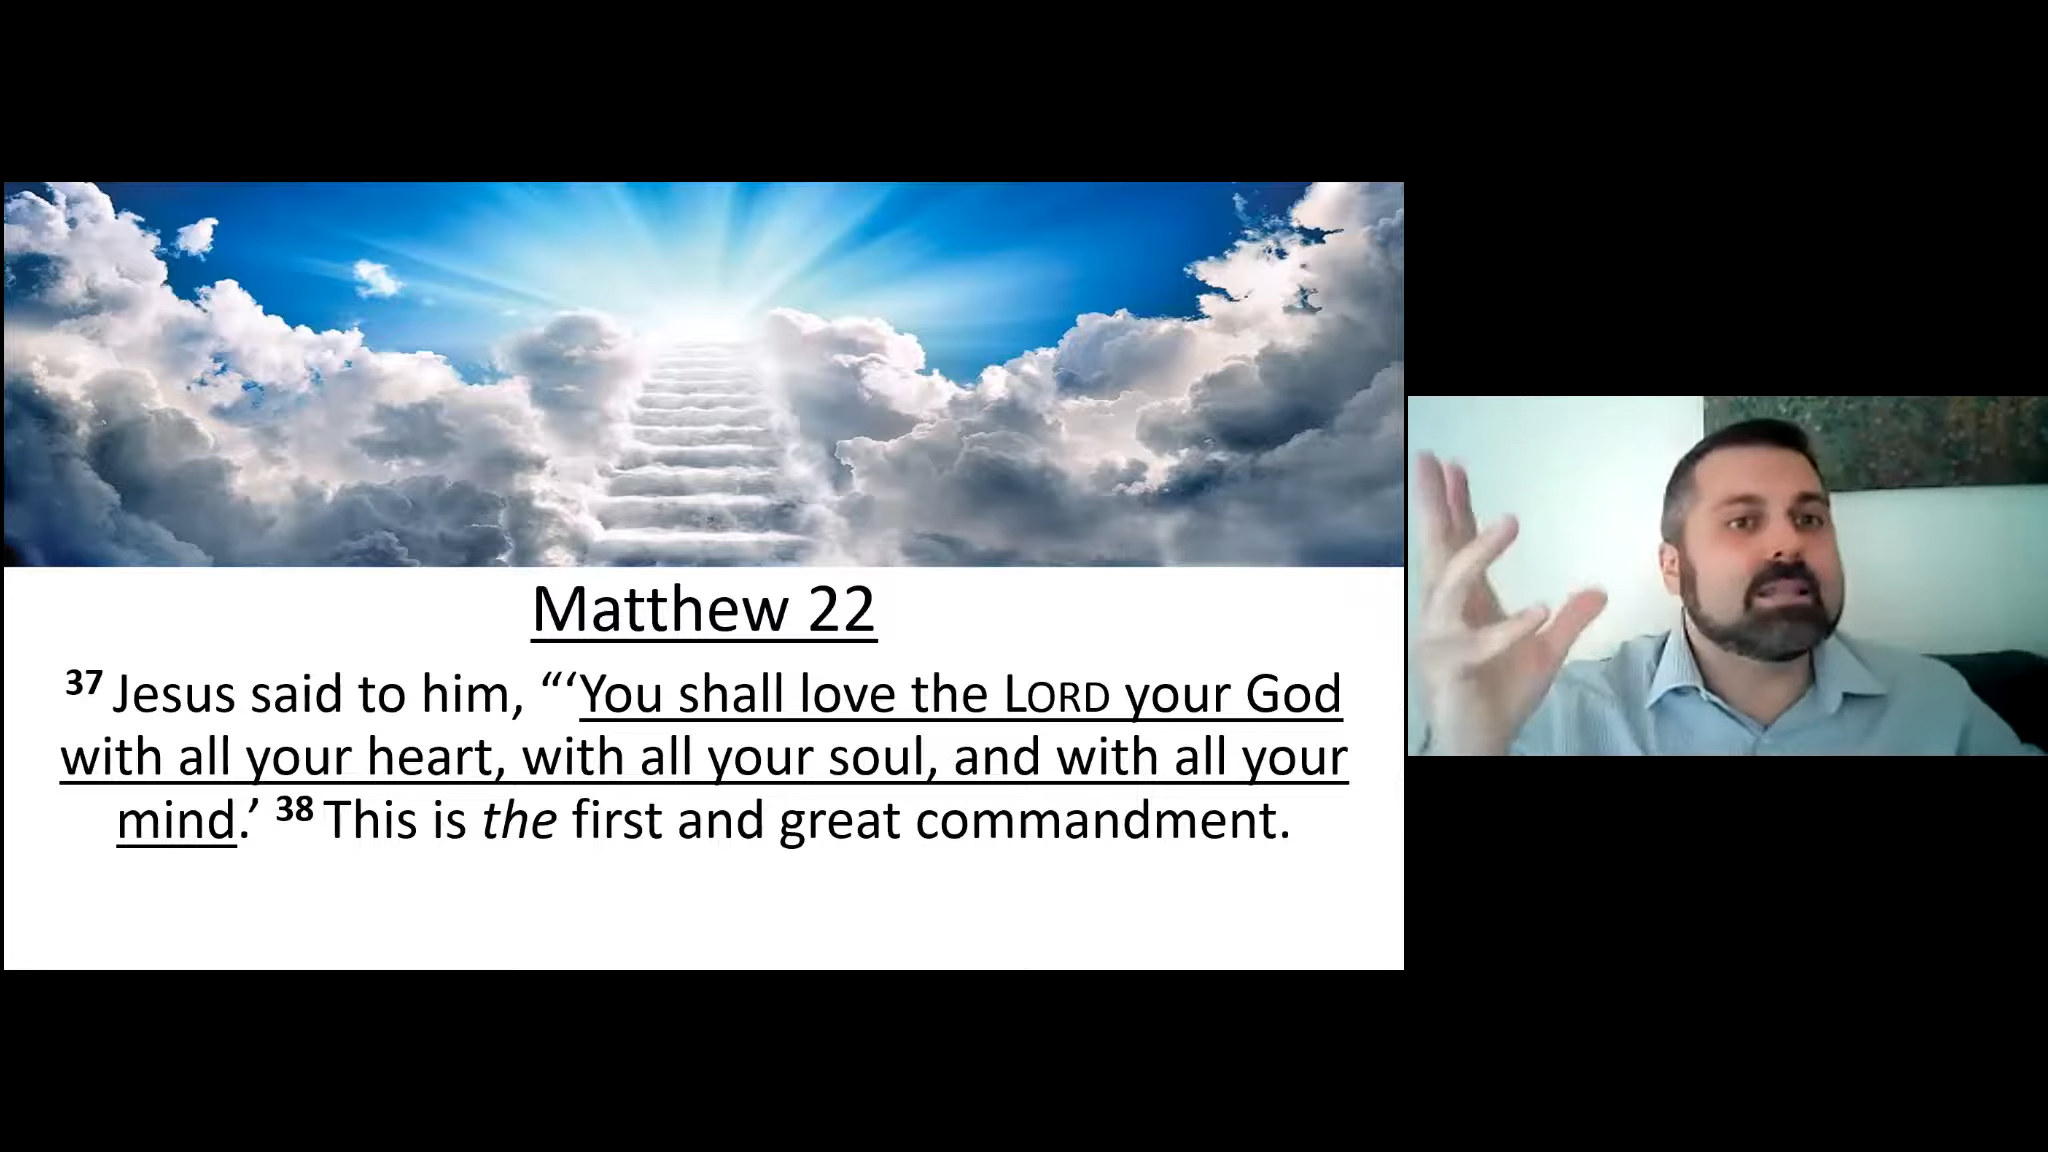 Matthew 22
37 Jesus said to him, “‘You shall love the LORD your God
with all your heart, with all your soul, and with all your
mind.’ 38 This is the first and great commandment.